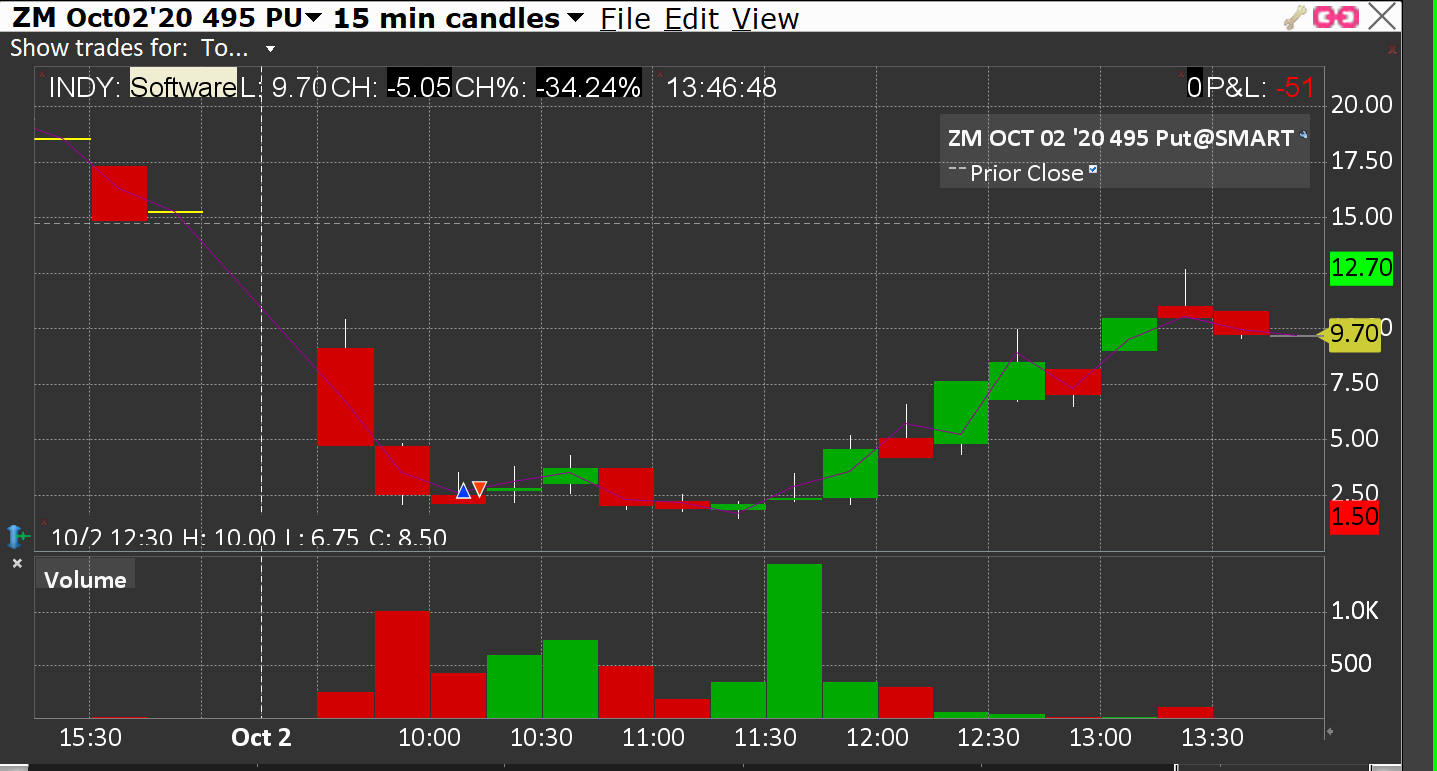 ZM Oct02'20 495 PU 15 min candles File Edit View
Show trades for: To...
INDY: Software L: 9.70 CH: -5.05 CH%: -34.24% 13:46:48 0 P&L: -51
20.00
ZM OCT 02 '20 495 Put@SMART
Prior Close
17.50
15.00
12.70
9.70
7.50
5.00
2.50
1.50
10/2 12:30 H: 10.00 L: 6.75 C: 8.50
Volume
1.0K
500
15:30 Oct 2 10:00 10:30 11:00 11:30 12:00 12:30 13:00 13:30